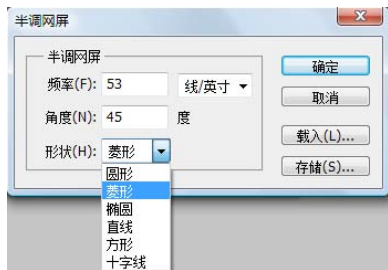 半调网屏
半调网屏
频率(F): 53 线/英寸
角度(N): 45 度
形状(H): 菱形
圆形
菱形
椭圆
直线
方形
十字线
确定
取消
载入(L)...
存储(S)...